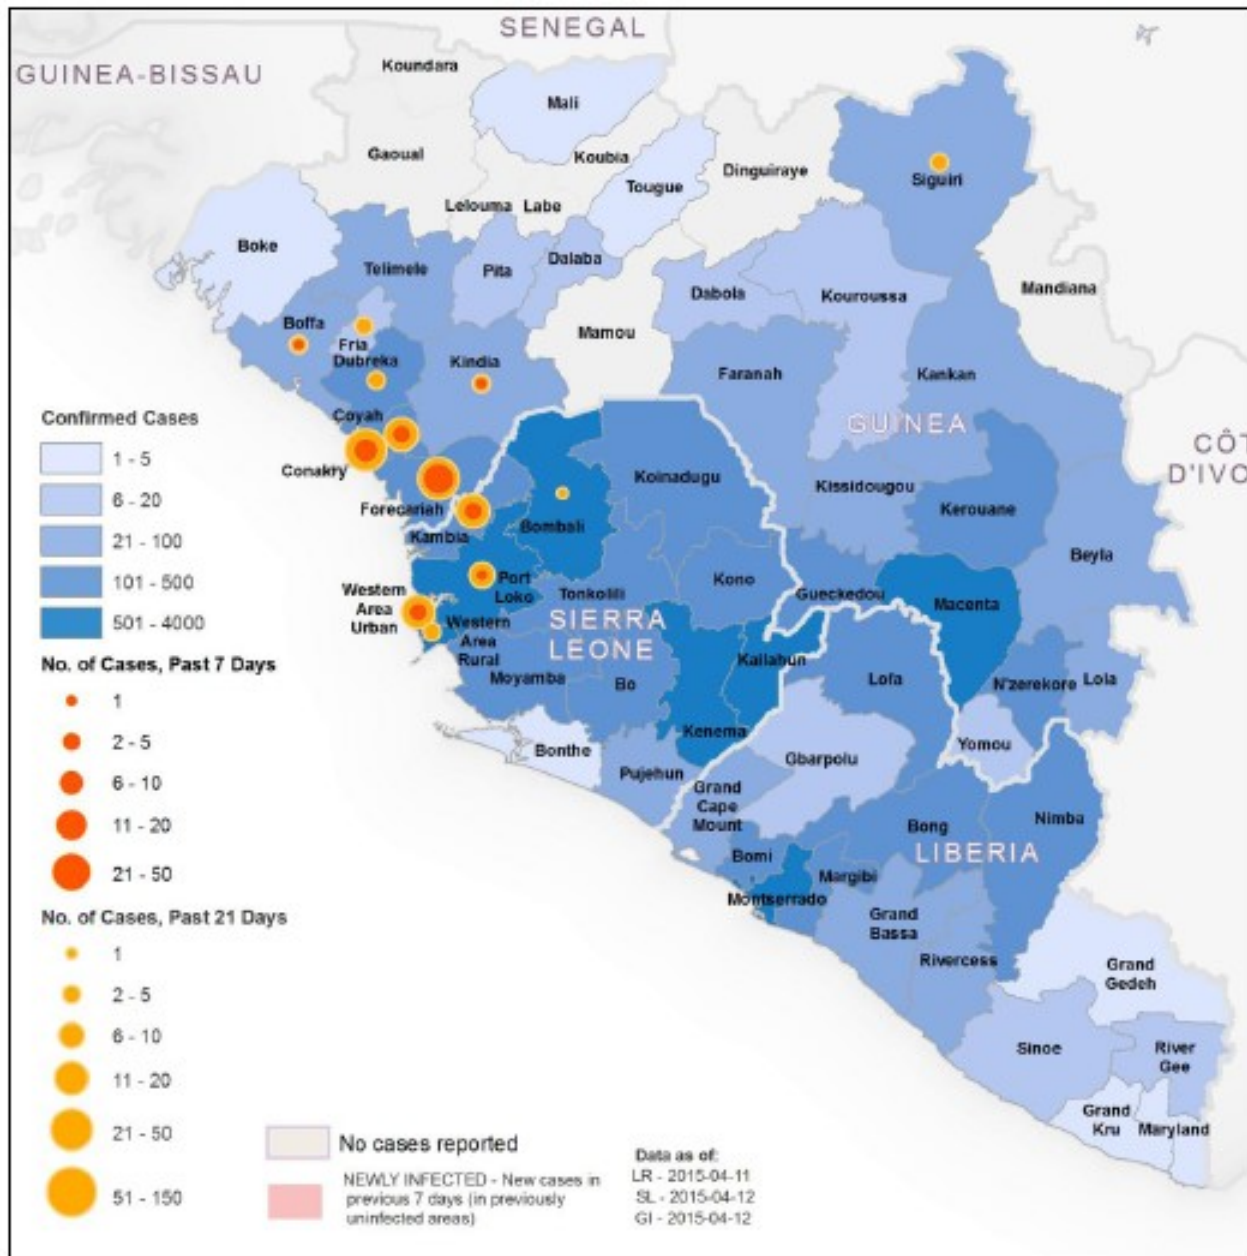 SENEGAL
GUINEA-BISSAU
Koundara
Mali
Gaoual
Koubia
Dinguiraye
Siguiri
Tougue
Lelouma
Labe
Boke
Telimele
Pita
Dalaba
Dabola
Kouroussa
Mandiana
Boffa
Fria
Mamou
Dubreka
Kindia
Faranah
Kankan
Coyah
GUINEA
CÔT
D'IVO
Conakry
Koinadugu
Kissidougou
Forecariah
Bombali
Kerouane
Kambia
Beyla
Port
Loko
Kono
Tonkolili
Gueckedou
Macenta
Western
Area
Urban
SIERRA
LEONE
Western
Area
Rural
Kailahun
Moyamba
Bo
Lofa
N'zerekore
Lola
Kenema
Bonthe
Yomou
Gbarpolu
Pujehun
Grand
Cape
Mount
Bong
Nimba
LIBERIA
Bomi
Margibi
Montserrado
Grand
Bassa
Rivercess
Grand
Gedeh
Sinoe
River
Gee
Grand
Kru
Maryland
Confirmed Cases
1 - 5
6 - 20
21 - 100
101 - 500
501 - 4000
No. of Cases, Past 7 Days
1
2 - 5
6 - 10
11 - 20
21 - 50
No. of Cases, Past 21 Days
1
2 - 5
6 - 10
11 - 20
21 - 50
51 - 150
No cases reported
NEWLY INFECTED - New cases in
previous 7 days (in previously
uninfected areas)
Data as of:
LR - 2015-04-11
SL - 2015-04-12
GI - 2015-04-12